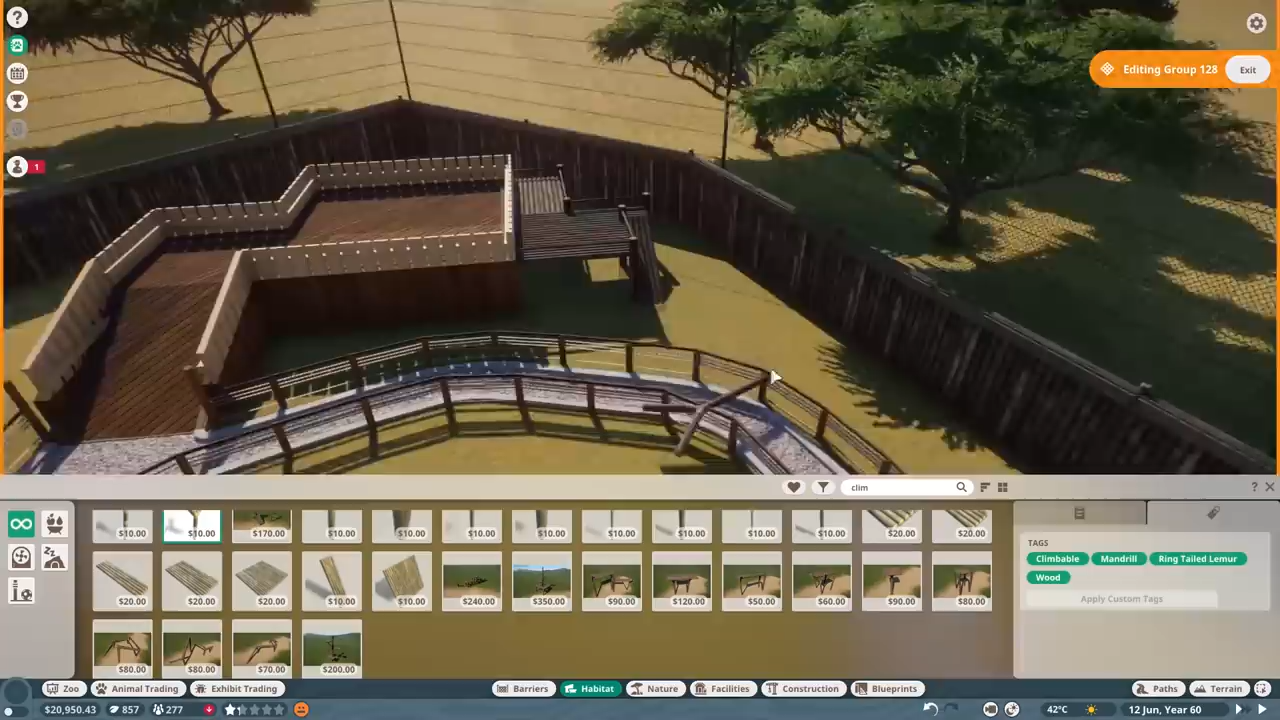 ?
Editing Group 128 Exit
1
clim
? 
$10.00 $10.00 $170.00 $10.00 $10.00 $10.00 $10.00 $10.00 $10.00 $10.00 $10.00 $20.00 $20.00
$20.00 $20.00 $20.00 $10.00 $10.00 $240.00 $350.00 $90.00 $120.00 $50.00 $60.00 $90.00 $80.00
$80.00 $80.00 $70.00 $200.00
TAGS
Climbable Mandrill Ring Tailed Lemur
Wood
Apply Custom Tags
Zoo Animal Trading Exhibit Trading Barriers Habitat Nature Facilities Construction Blueprints Paths Terrain
$20,950.43 857 277 42°C 12 Jun, Year 60